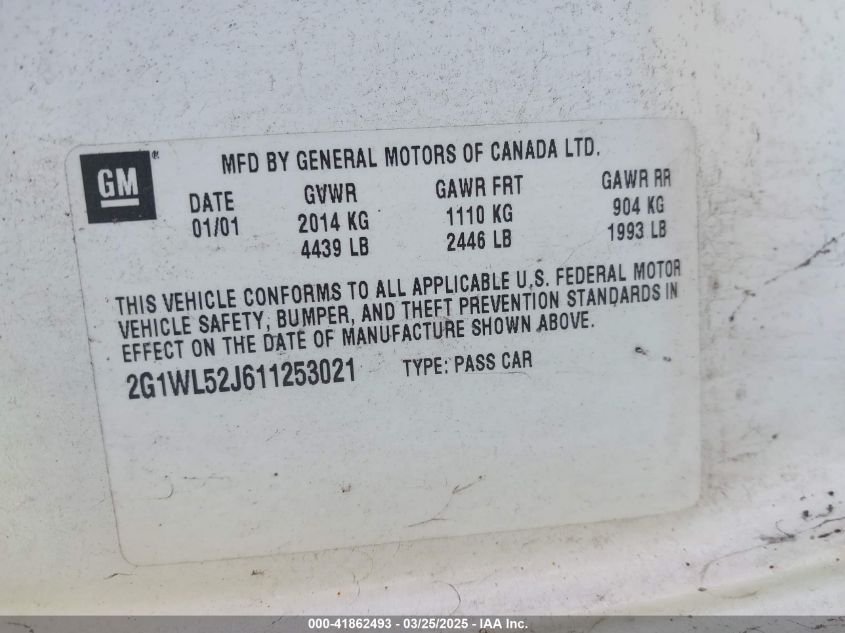 GM®
MFD BY GENERAL MOTORS OF CANADA LTD.
DATE GVWR GAWR FRT GAWR RR
01/01 2014 KG 1110 KG 904 KG
4439 LB 2446 LB 1993 LB
THIS VEHICLE CONFORMS TO ALL APPLICABLE U.S. FEDERAL MOTOR
VEHICLE SAFETY, BUMPER, AND THEFT PREVENTION STANDARDS IN
EFFECT ON THE DATE OF MANUFACTURE SHOWN ABOVE.
2G1WL52J611253021 TYPE: PASS CAR
000-41862493 - 03/25/2025 - IAA Inc.